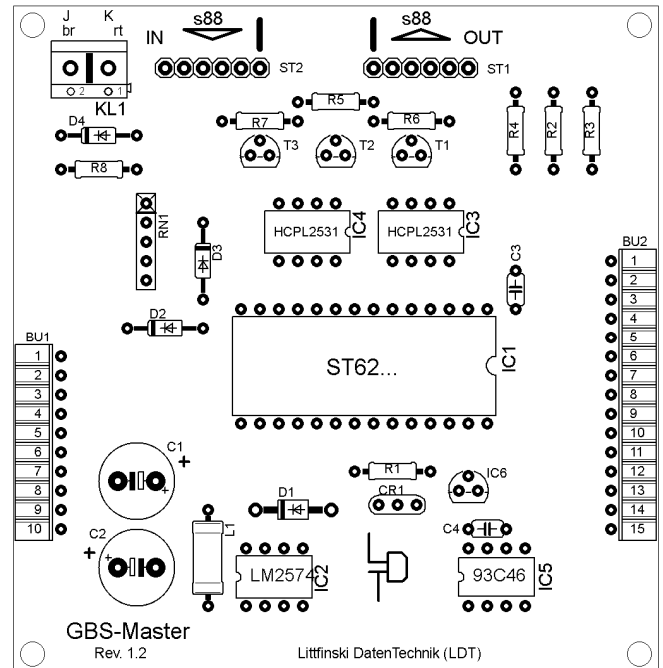 J K
br rt
s88
IN
ST2
s88
OUT
ST1
2 1
KL1
D4
R8
R7
R5
R6
T3
T2
T1
R4
R2
R3
RN1
D3
HCPL2531
IC4
HCPL2531
IC3
C3
D2
ST62...
IC1
BU2
1
2
3
4
5
6
7
8
9
10
11
12
13
14
15
BU1
1
2
3
4
5
6
7
8
9
10
C1
+
+
C2
+
+
L1
D1
R1
CR1
IC6
C4
LM2574
IC2
93C46
IC5
GBS-Master
Rev. 1.2
Littfinski DatenTechnik (LDT)